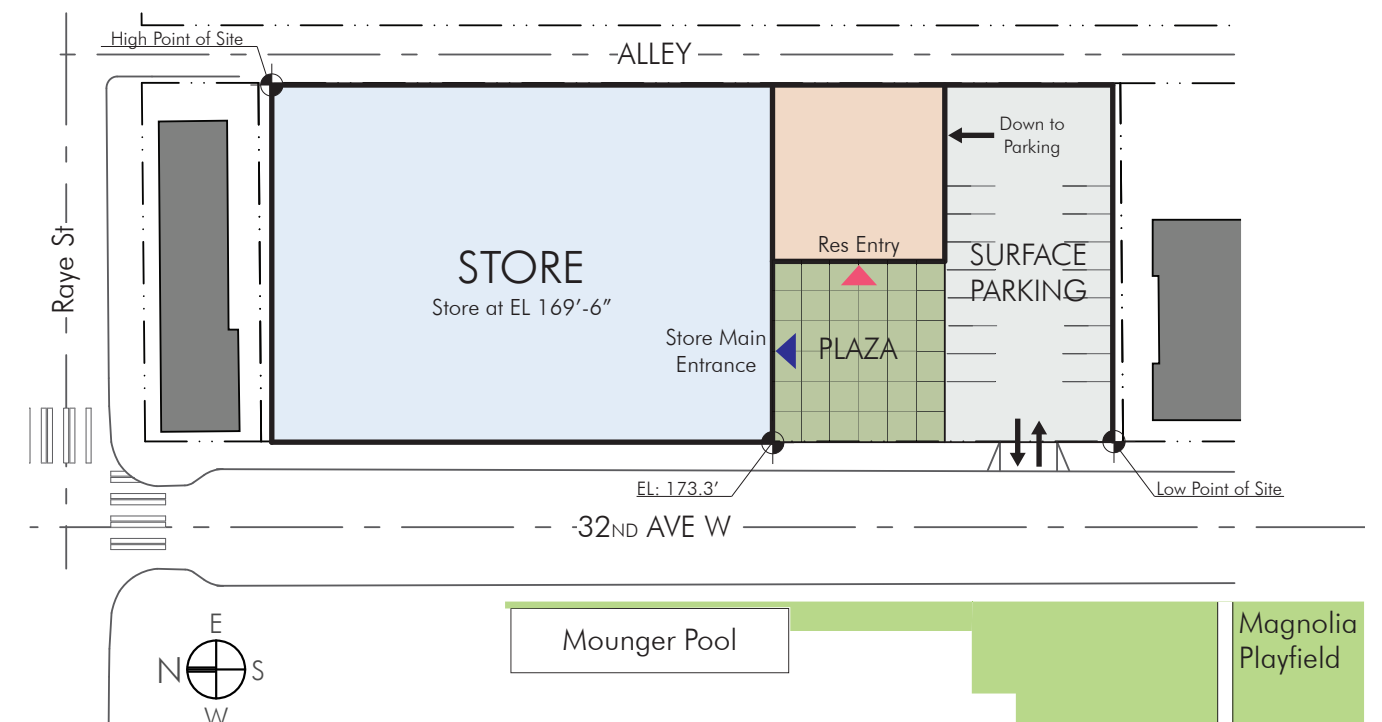 High Point of Site
ALLEY
Down to
Parking
Raye St
STORE
Store at EL 169’-6”
Res Entry
SURFACE
PARKING
Store Main
Entrance
PLAZA
EL: 173.3’
Low Point of Site
32ND AVE W
E
N
S
W
Mounger Pool
Magnolia
Playfield